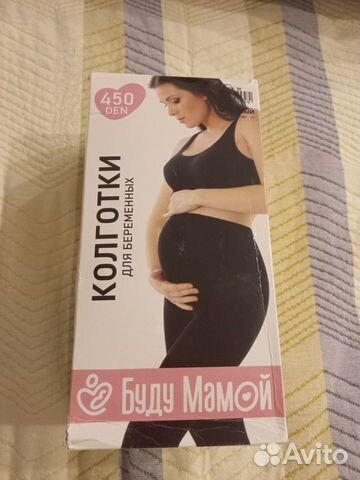 450
DEN
КОЛГОТКИ
ДЛЯ БЕРЕМЕННЫХ
Буду Мамой
Avito